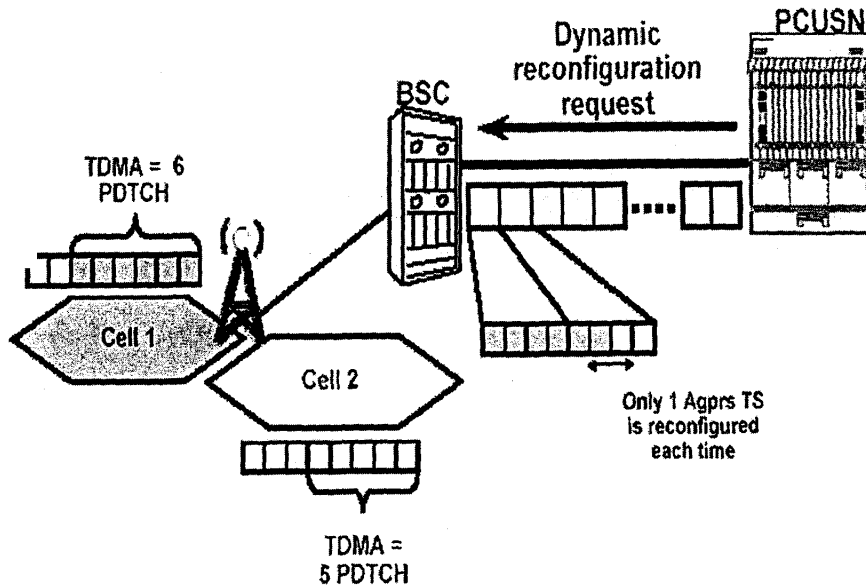 PCUSN
Dynamic
reconfiguration
request
BSC
TDMA = 6
PDTCH
Cell 1
Cell 2
Only 1 Agprs TS
is reconfigured
each time
TDMA =
5 PDTCH